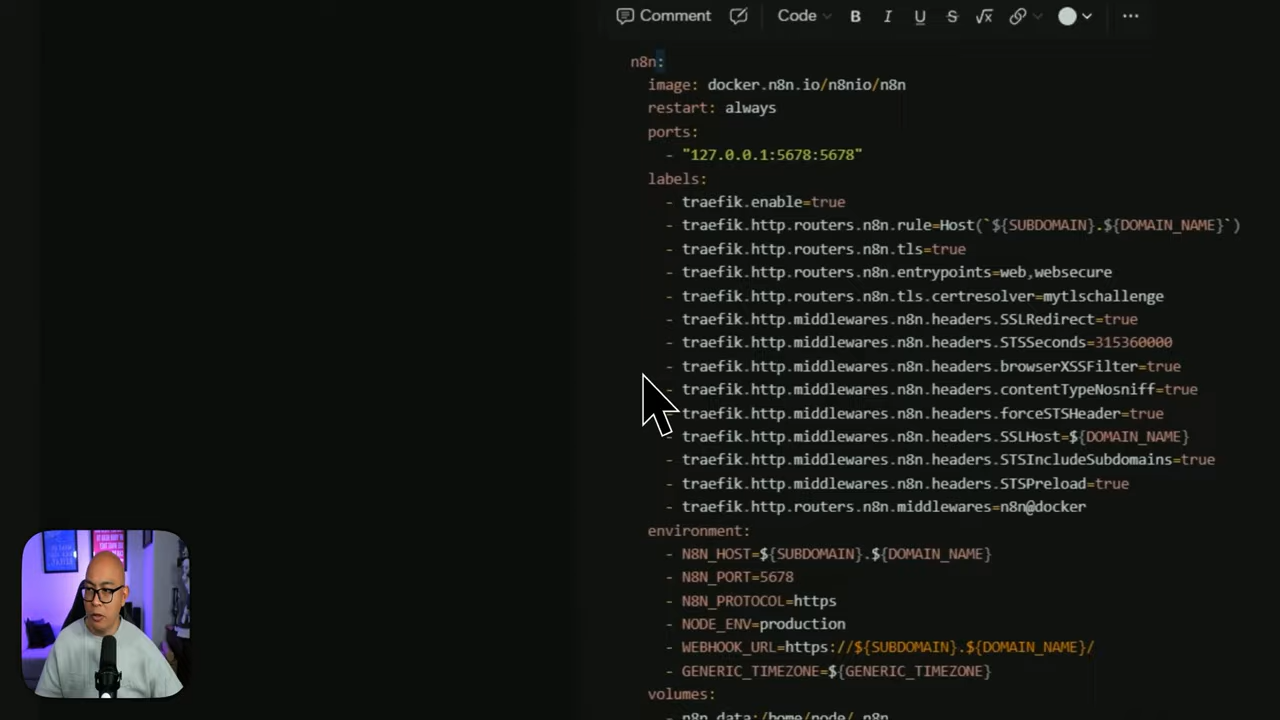 Comment Code B I U S √x ...
n8n:
image: docker.n8n.io/n8nio/n8n
restart: always
ports:
- "127.0.0.1:5678:5678"
labels:
- traefik.enable=true
- traefik.http.routers.n8n.rule=Host(`${SUBDOMAIN}.${DOMAIN_NAME}`)
- traefik.http.routers.n8n.tls=true
- traefik.http.routers.n8n.entrypoints=web,websecure
- traefik.http.routers.n8n.tls.certresolver=mytlschallenge
- traefik.http.middlewares.n8n.headers.SSLRedirect=true
- traefik.http.middlewares.n8n.headers.STSSeconds=315360000
- traefik.http.middlewares.n8n.headers.browserXSSFilter=true
- traefik.http.middlewares.n8n.headers.contentTypeNosniff=true
traefik.http.middlewares.n8n.headers.forceSTSHeader=true
- traefik.http.middlewares.n8n.headers.SSLHost=${DOMAIN_NAME}
- traefik.http.middlewares.n8n.headers.STSIncludeSubdomains=true
- traefik.http.middlewares.n8n.headers.STSPreload=true
- traefik.http.routers.n8n.middlewares=n8n@docker
environment:
- N8N_HOST=${SUBDOMAIN}.${DOMAIN_NAME}
- N8N_PORT=5678
- N8N_PROTOCOL=https
- NODE_ENV=production
- WEBHOOK_URL=https://${SUBDOMAIN}.${DOMAIN_NAME}/
- GENERIC_TIMEZONE=${GENERIC_TIMEZONE}
volumes:
- n8n_data:/home/node/.n8n